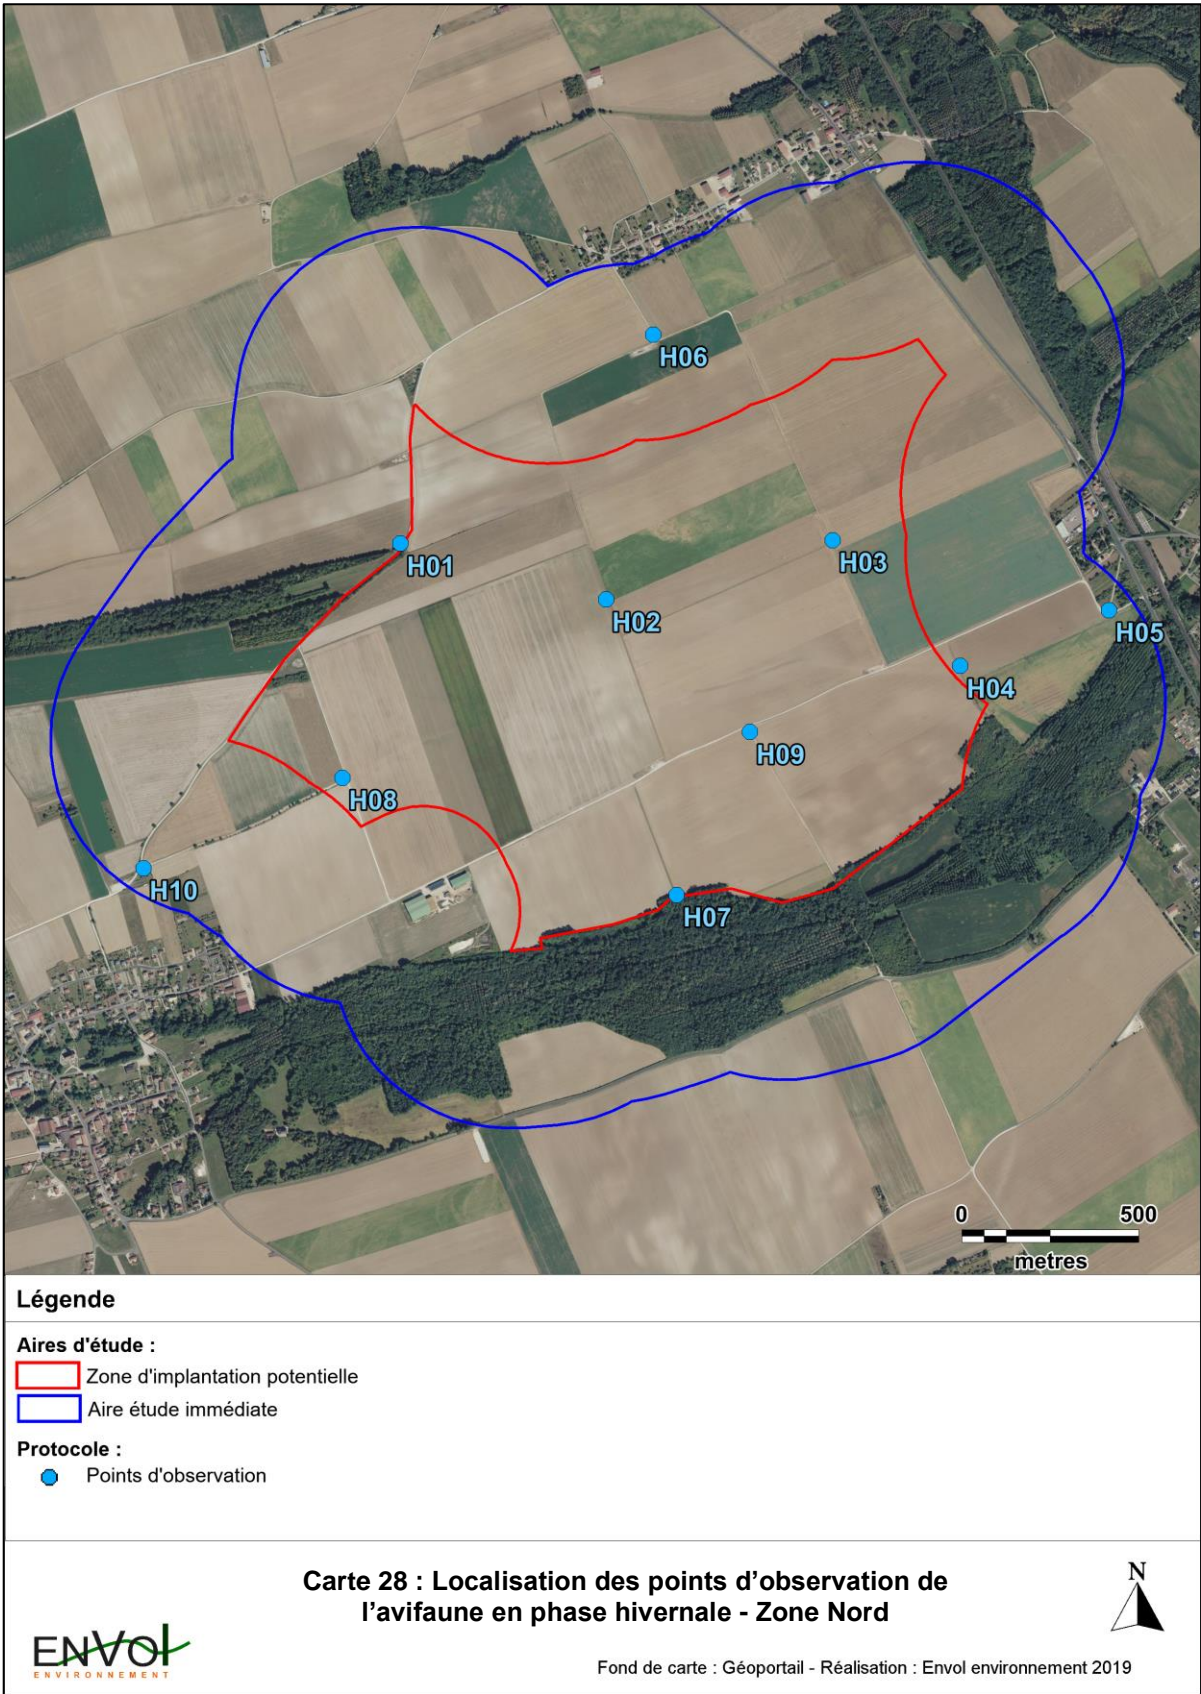 H06
H01
H03
H02
H05
H04
H09
H08
H10
H07
0 500
metres
Légende
Aires d'étude :
Zone d'implantation potentielle
Aire étude immédiate
Protocole :
Points d'observation
Carte 28 : Localisation des points d’observation de
l’avifaune en phase hivernale - Zone Nord
N
ENVOl
ENVIRONNEMENT
Fond de carte : Géoportail - Réalisation : Envol environnement 2019